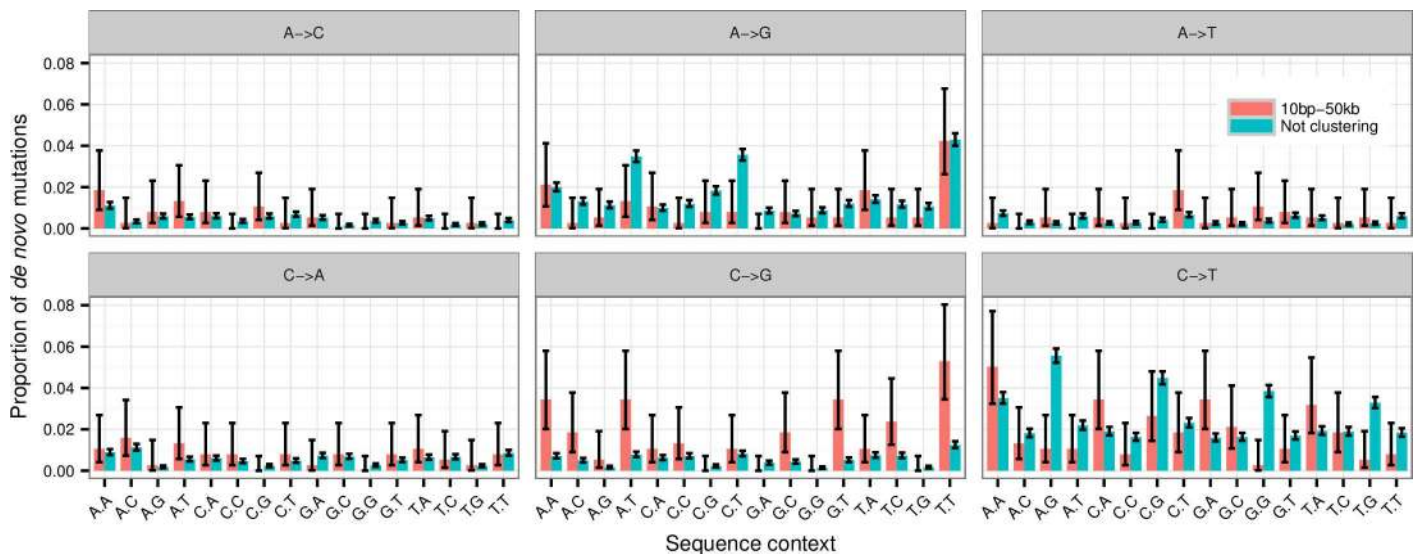 A->C
A->G
A->T
0.08
0.06
0.04
0.02
0.00
10bp-50kb
Not clustering
C->A
C->G
C->T
0.08
0.06
0.04
0.02
0.00
Proportion of de novo mutations
A.A A.C A.G A.T C.A C.C C.G C.T G.A G.C G.G G.T T.A T.C T.G T.T
A.A A.C A.G A.T C.A C.C C.G C.T G.A G.C G.G G.T T.A T.C T.G T.T
A.A A.C A.G A.T C.A C.C C.G C.T G.A G.C G.G G.T T.A T.C T.G T.T
Sequence context